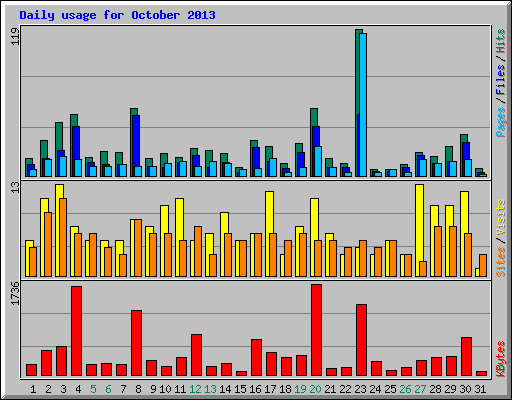 Daily usage for October 2013
119
Pages / Files / Hits
13
Sites / Visits
1736
KBytes
1 2 3 4 5 6 7 8 9 10 11 12 13 14 15 16 17 18 19 20 21 22 23 24 25 26 27 28 29 30 31